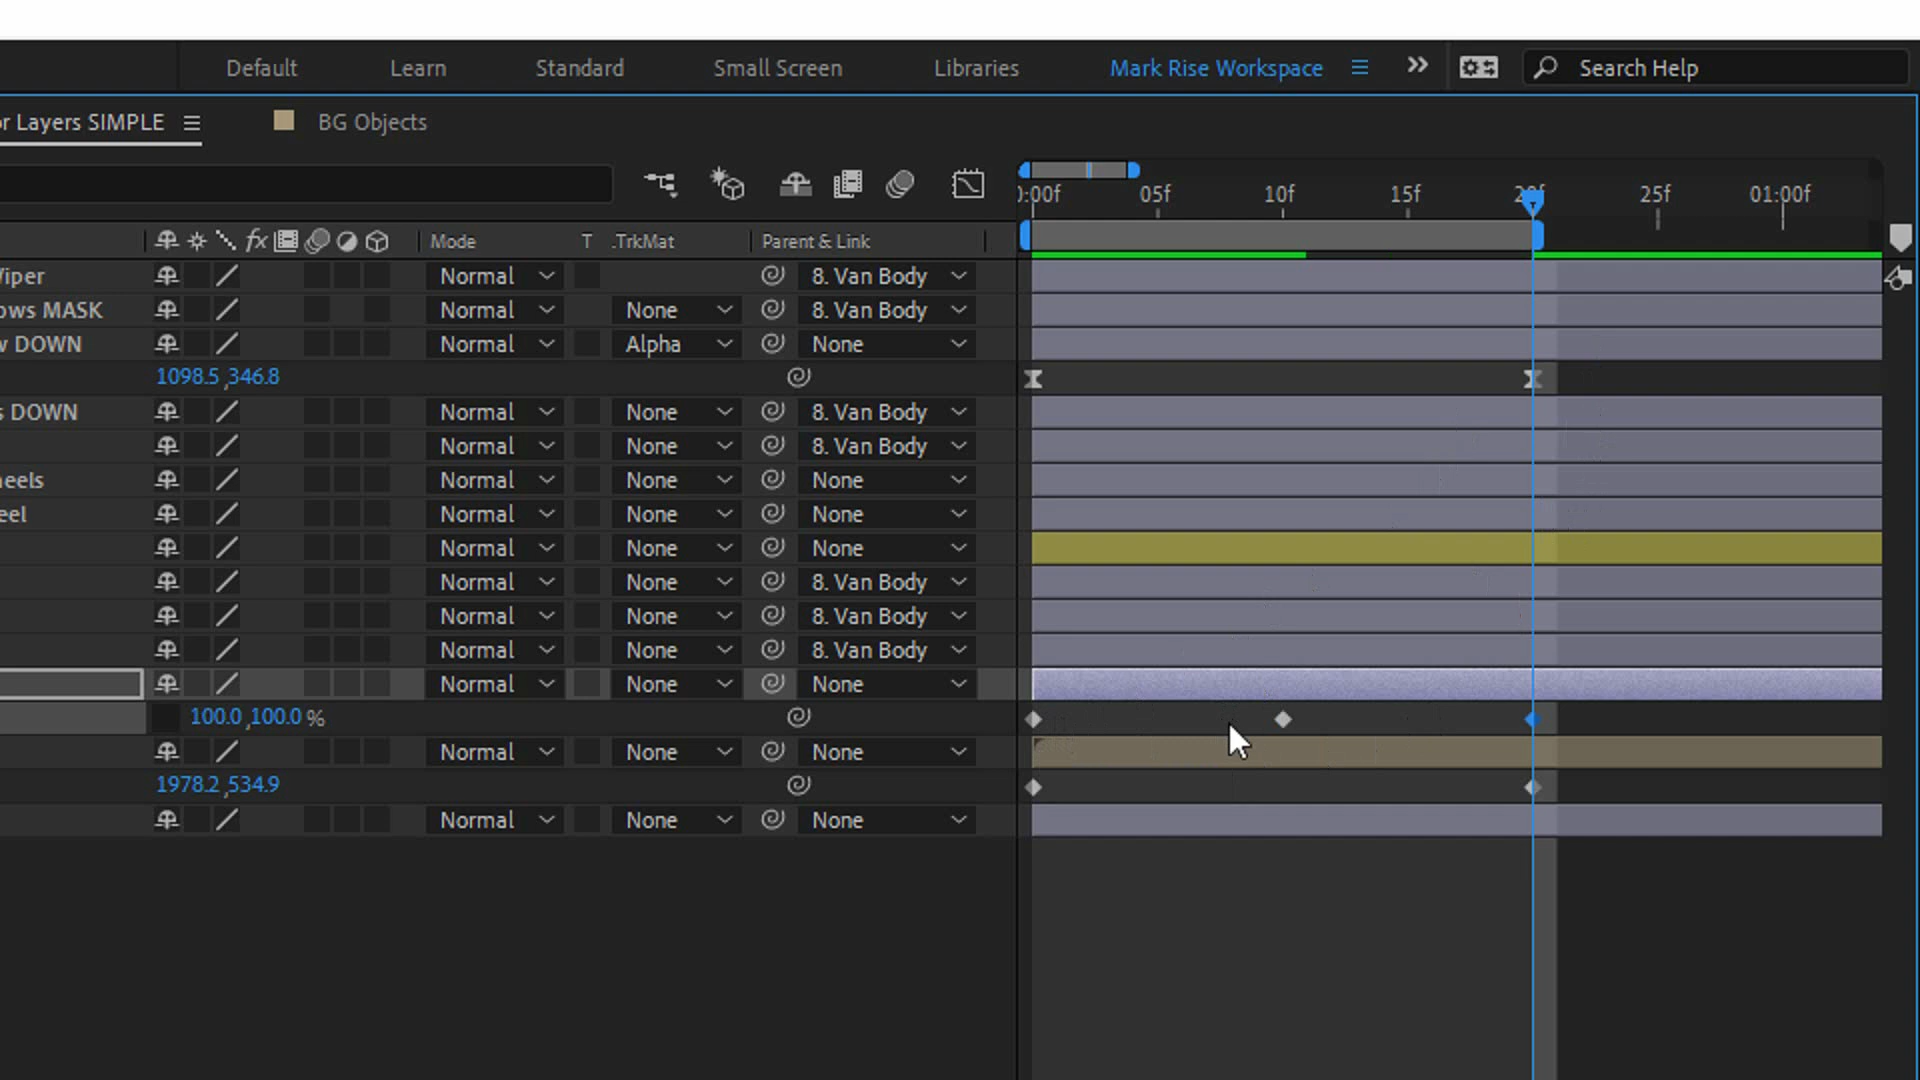 Default Learn Standard Small Screen Libraries Mark Rise Workspace Search Help
or Layers SIMPLE BG Objects
0:00f 05f 10f 15f 20f 25f 01:00f
fx Mode T .TrkMat Parent & Link
Wiper Normal 8. Van Body
ows MASK Normal None 8. Van Body
w DOWN Normal Alpha None
1098.5 ,346.8
s DOWN Normal None 8. Van Body
Normal None 8. Van Body
heels Normal None None
eel Normal None None
Normal None None
Normal None 8. Van Body
Normal None 8. Van Body
Normal None 8. Van Body
Normal None None
100.0 ,100.0 %
Normal None None
1978.2 ,534.9
Normal None None